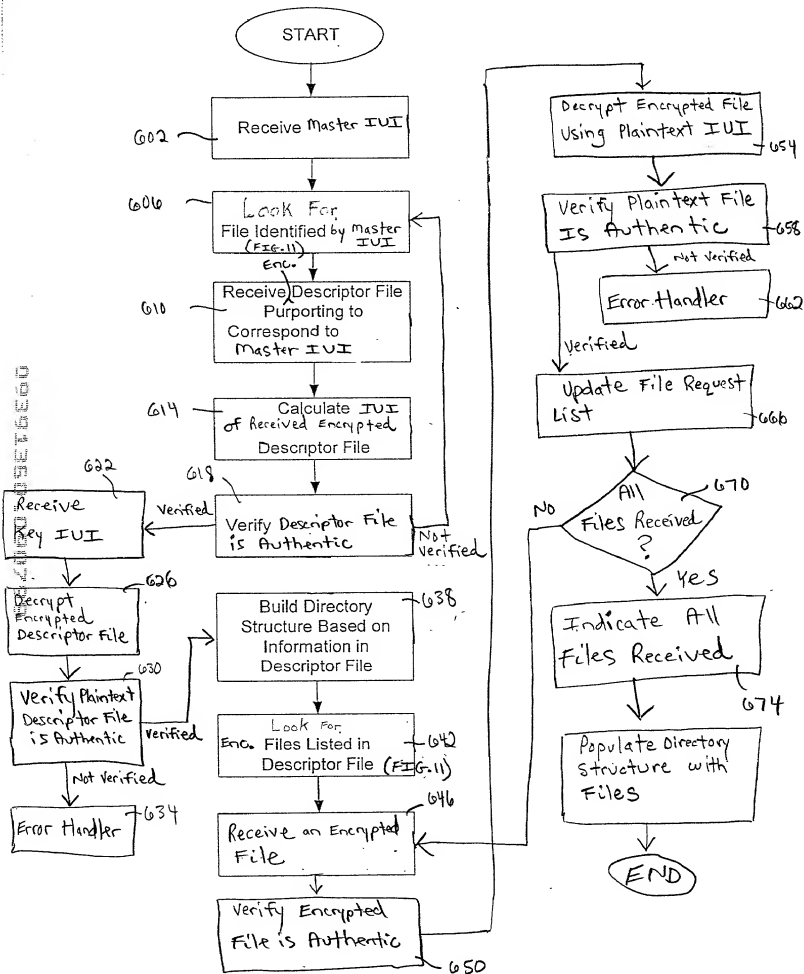 START
602
Receive Master IUI
606
Look For
File Identified by Master
IUI
(FIG. 11)
Enc.
610
Receive Descriptor File
Purporting to
Correspond to
Master IUI
614
Calculate IUI
of Received Encrypted
Descriptor File
618
Verify Descriptor File
is Authentic
Not
Verified
Verified
622
Receive
Key IUI
626
Decrypt
Encrypted
Descriptor File
630
Verify Plaintext
Descriptor File
is Authentic
Verified
Not Verified
634
Error Handler
638
Build Directory
Structure Based on
Information in
Descriptor File
Look For
Enc. Files Listed in
Descriptor File (FIG. 11)
642
646
Receive an Encrypted
File
Verify Encrypted
File is Authentic
650
Decrypt Encrypted File
Using Plaintext IUI
654
Verify Plaintext File
Is Authentic
658
Not Verified
Error Handler
662
Verified
Update File Request
List
666
All
Files Received
?
670
No
Yes
Indicate All
Files Received
674
Populate Directory
Structure with
Files
END